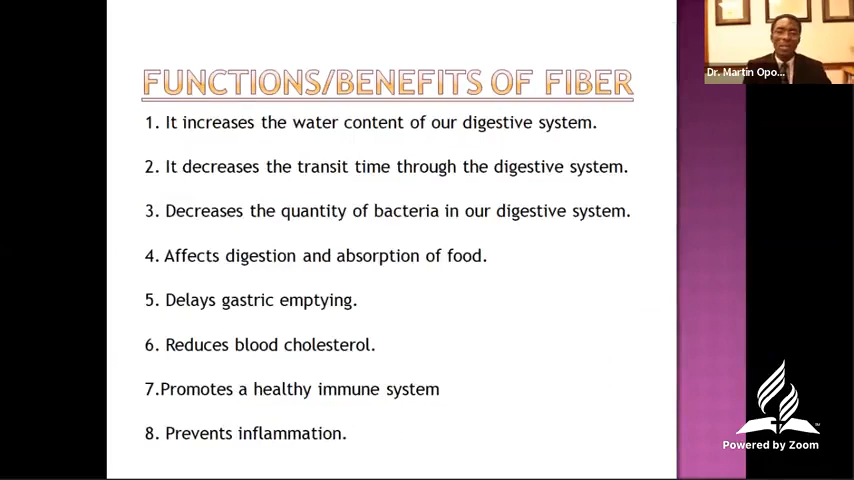 FUNCTIONS/BENEFITS OF FIBER
1. It increases the water content of our digestive system.
2. It decreases the transit time through the digestive system.
3. Decreases the quantity of bacteria in our digestive system.
4. Affects digestion and absorption of food.
5. Delays gastric emptying.
6. Reduces blood cholesterol.
7.Promotes a healthy immune system
8. Prevents inflammation.
Dr. Martin Opo...
Powered by Zoom